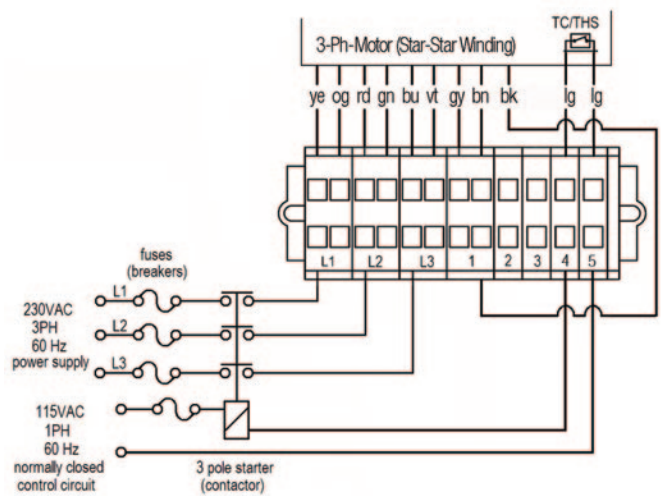 TC/THS
3-Ph-Motor (Star-Star Winding)
ye og rd gn bu vt gy bn bk lg lg
L1 L2 L3 1 2 3 4 5
fuses
(breakers)
L1
L2
L3
230VAC
3PH
60 Hz
power supply
115VAC
1PH
60 Hz
normally closed
control circuit
3 pole starter
(contactor)